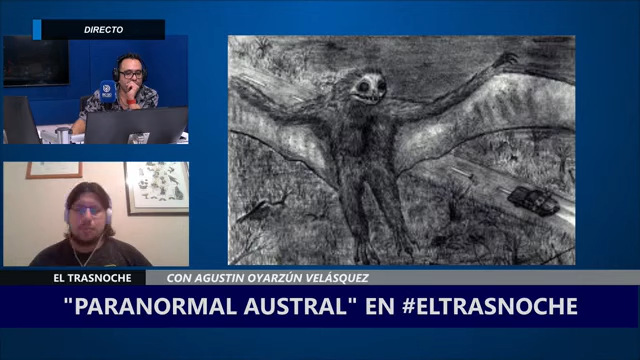 DIRECTO
EL TRASNOCHE
CON AGUSTIN OYARZÚN VELÁSQUEZ
"PARANORMAL AUSTRAL" EN #ELTRASNOCHE